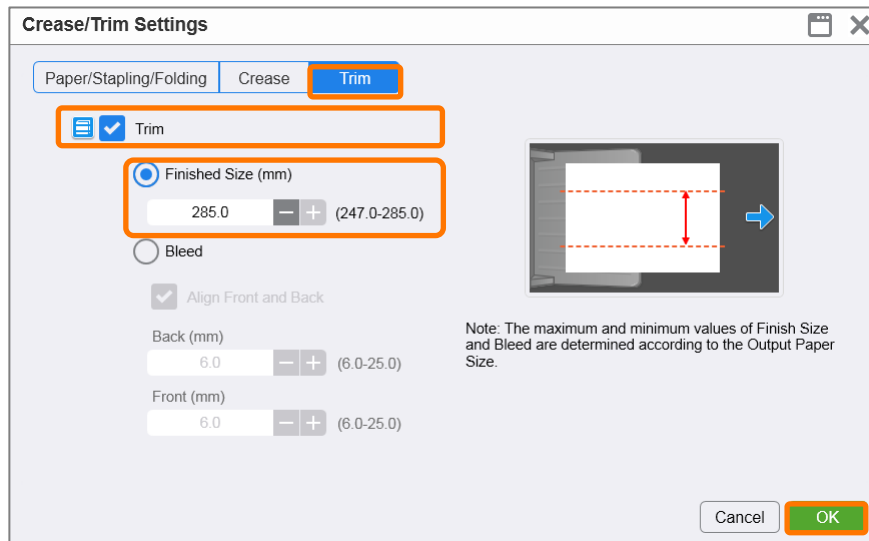 Crease/Trim Settings
Paper/Stapling/Folding Crease Trim
Trim
Finished Size (mm)
285.0 (247.0-285.0)
Bleed
Align Front and Back
Back (mm)
6.0 (6.0-25.0)
Front (mm)
6.0 (6.0-25.0)
Note: The maximum and minimum values of Finish Size
and Bleed are determined according to the Output Paper
Size.
Cancel OK